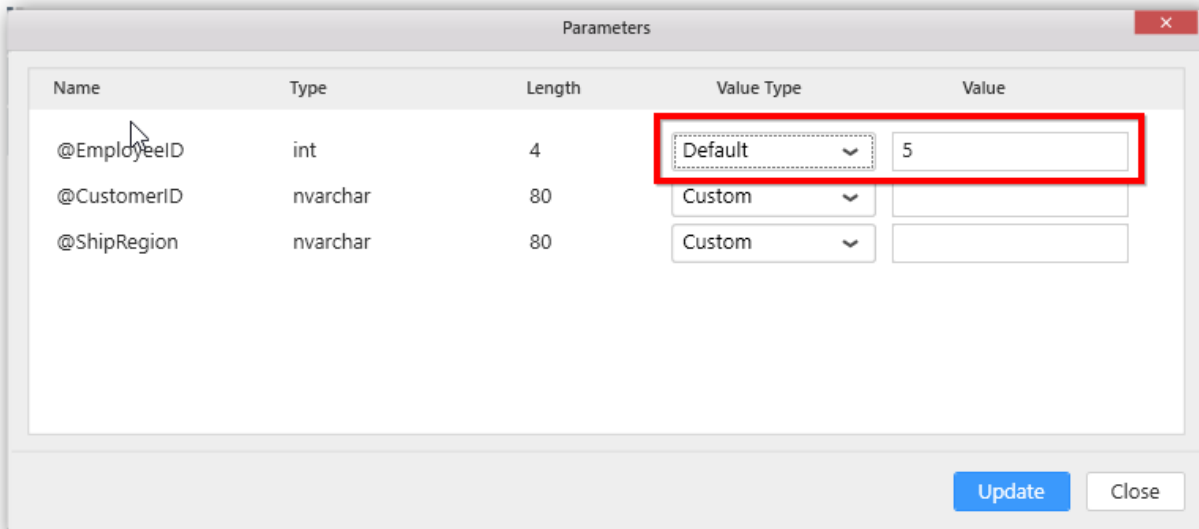 Parameters
Name Type Length Value Type Value
@EmployeeID int 4 Default 5
@CustomerID nvarchar 80 Custom
@ShipRegion nvarchar 80 Custom
Update Close